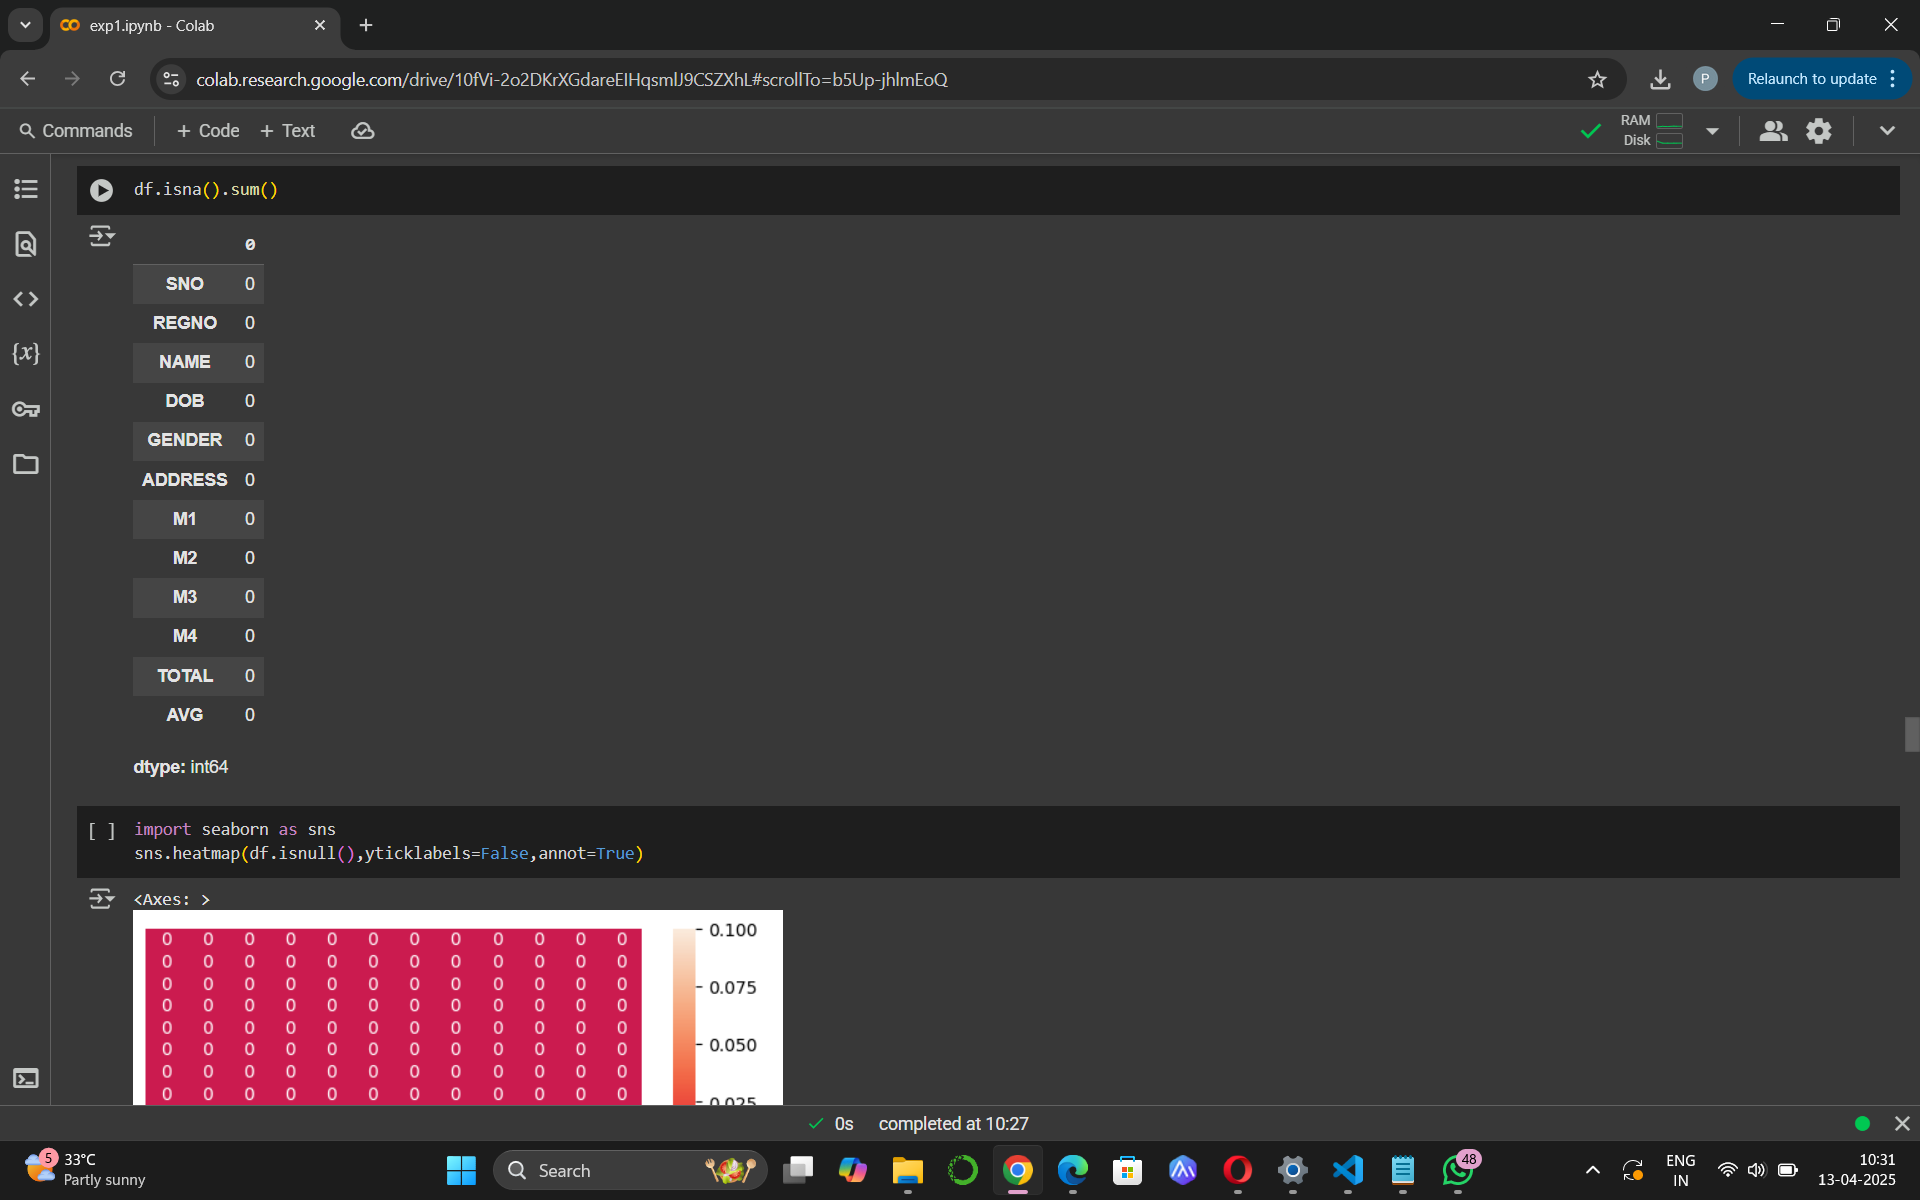 exp1.ipynb - Colab
colab.research.google.com/drive/10fVi-2o2DKrXGdareEIHqsmlJ9CSZXhL#scrollTo=b5Up-jhlmEoQ
P
Relaunch to update
Commands
+ Code
+ Text
RAM
Disk
df.isna().sum()
0
SNO 0
REGNO 0
NAME 0
DOB 0
GENDER 0
ADDRESS 0
M1 0
M2 0
M3 0
M4 0
TOTAL 0
AVG 0
dtype: int64
[ ] import seaborn as sns
sns.heatmap(df.isnull(),yticklabels=False,annot=True)
<Axes: >
0 0 0 0 0 0 0 0 0 0 0 0
0 0 0 0 0 0 0 0 0 0 0 0
0 0 0 0 0 0 0 0 0 0 0 0
0 0 0 0 0 0 0 0 0 0 0 0
0 0 0 0 0 0 0 0 0 0 0 0
0 0 0 0 0 0 0 0 0 0 0 0
0 0 0 0 0 0 0 0 0 0 0 0
0 0 0 0 0 0 0 0 0 0 0 0
0.100
0.075
0.050
0.025
0s completed at 10:27
5
33°C
Partly sunny
Search
48
ENG
IN
10:31
13-04-2025